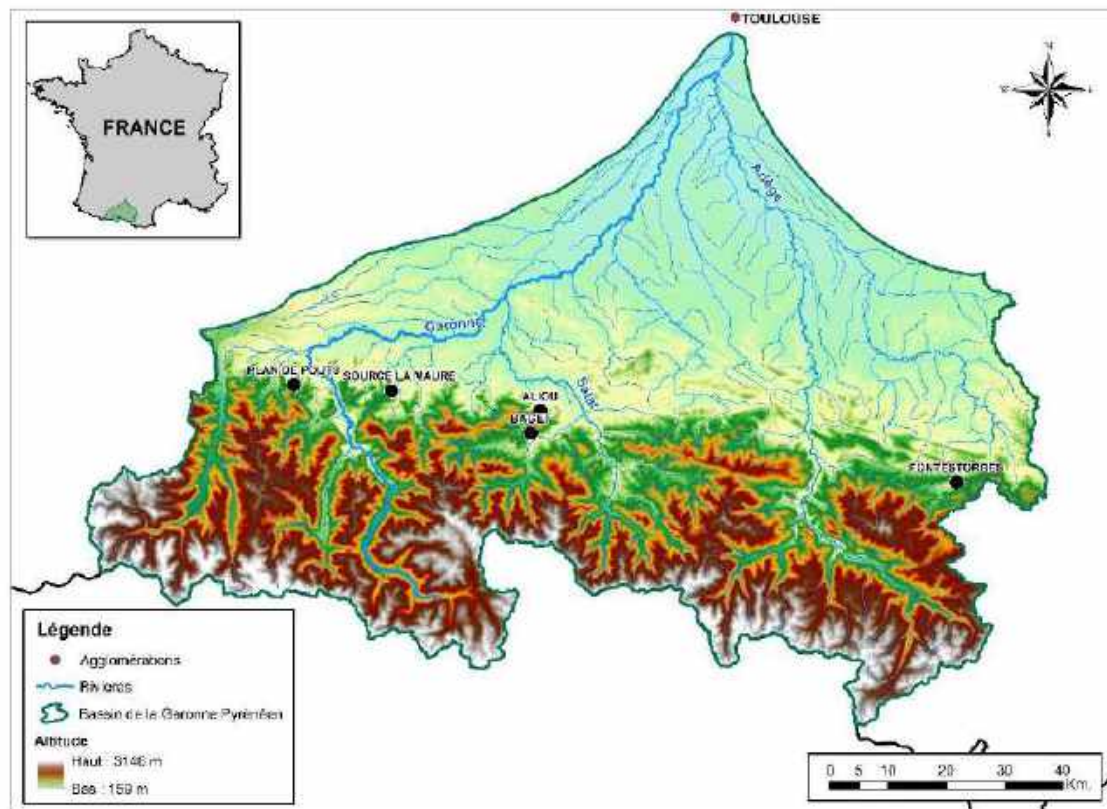 TOULOUSE
FRANCE
N
Ariège
Garonne
PLAN DE POUTS
SOURCE LA MAURE
Salat
ALIOU
BAGET
FONTESTORBES
Légende
Agglomérations
Rivières
Bassin de la Garonne Pyrénéen
Altitude
Haut : 3146 m
Bas : 159 m
0 5 10 20 30 40
Km.